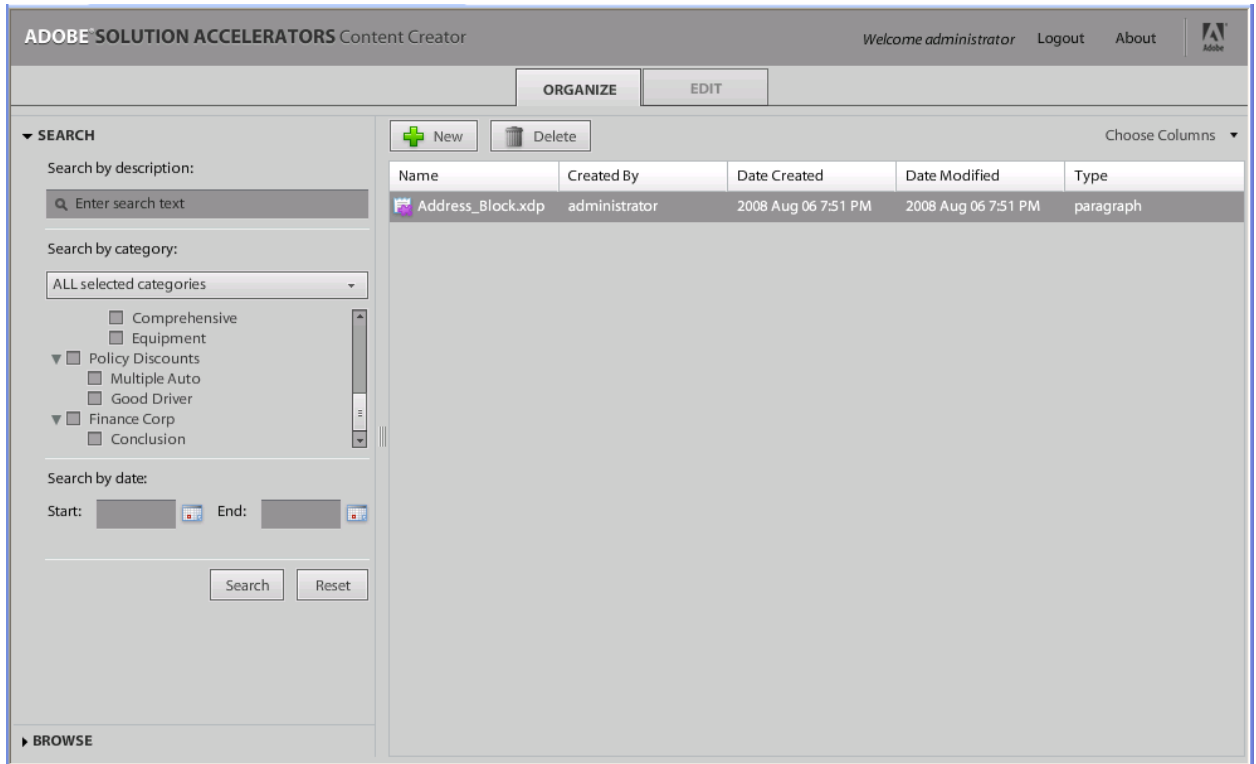 ADOBE® SOLUTION ACCELERATORS Content Creator
Welcome administrator Logout About Adobe
ORGANIZE EDIT
SEARCH
Search by description:
Enter search text
Search by category:
ALL selected categories
Comprehensive
Equipment
Policy Discounts
Multiple Auto
Good Driver
Finance Corp
Conclusion
Search by date:
Start: End:
Search Reset
BROWSE
New Delete Choose Columns
Name Created By Date Created Date Modified Type
Address_Block.xdp administrator 2008 Aug 06 7:51 PM 2008 Aug 06 7:51 PM paragraph